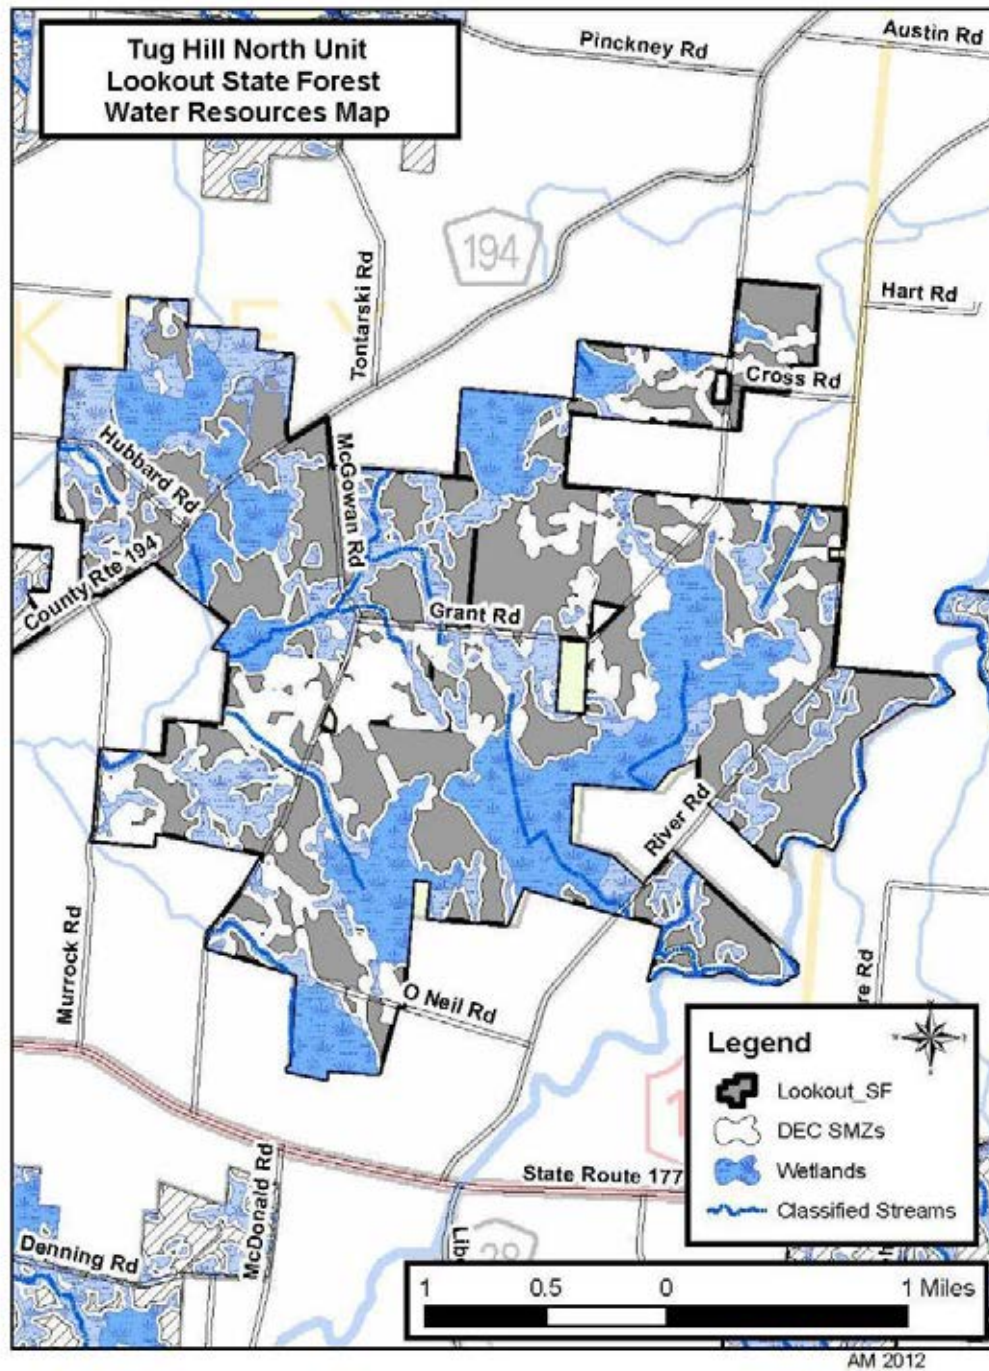 Tug Hill North Unit
Lookout State Forest
Water Resources Map
Pinckney Rd
Austin Rd
194
Tontarski Rd
Hart Rd
Cross Rd
McGowan Rd
Hubbard Rd
County Rte 194
Grant Rd
River Rd
Murrock Rd
O Neil Rd
re Rd
Legend
Lookout_SF
DEC SMZs
Wetlands
Classified Streams
State Route 177
McDonald Rd
Denning Rd
1 0.5 0 1 Miles
AM 2012